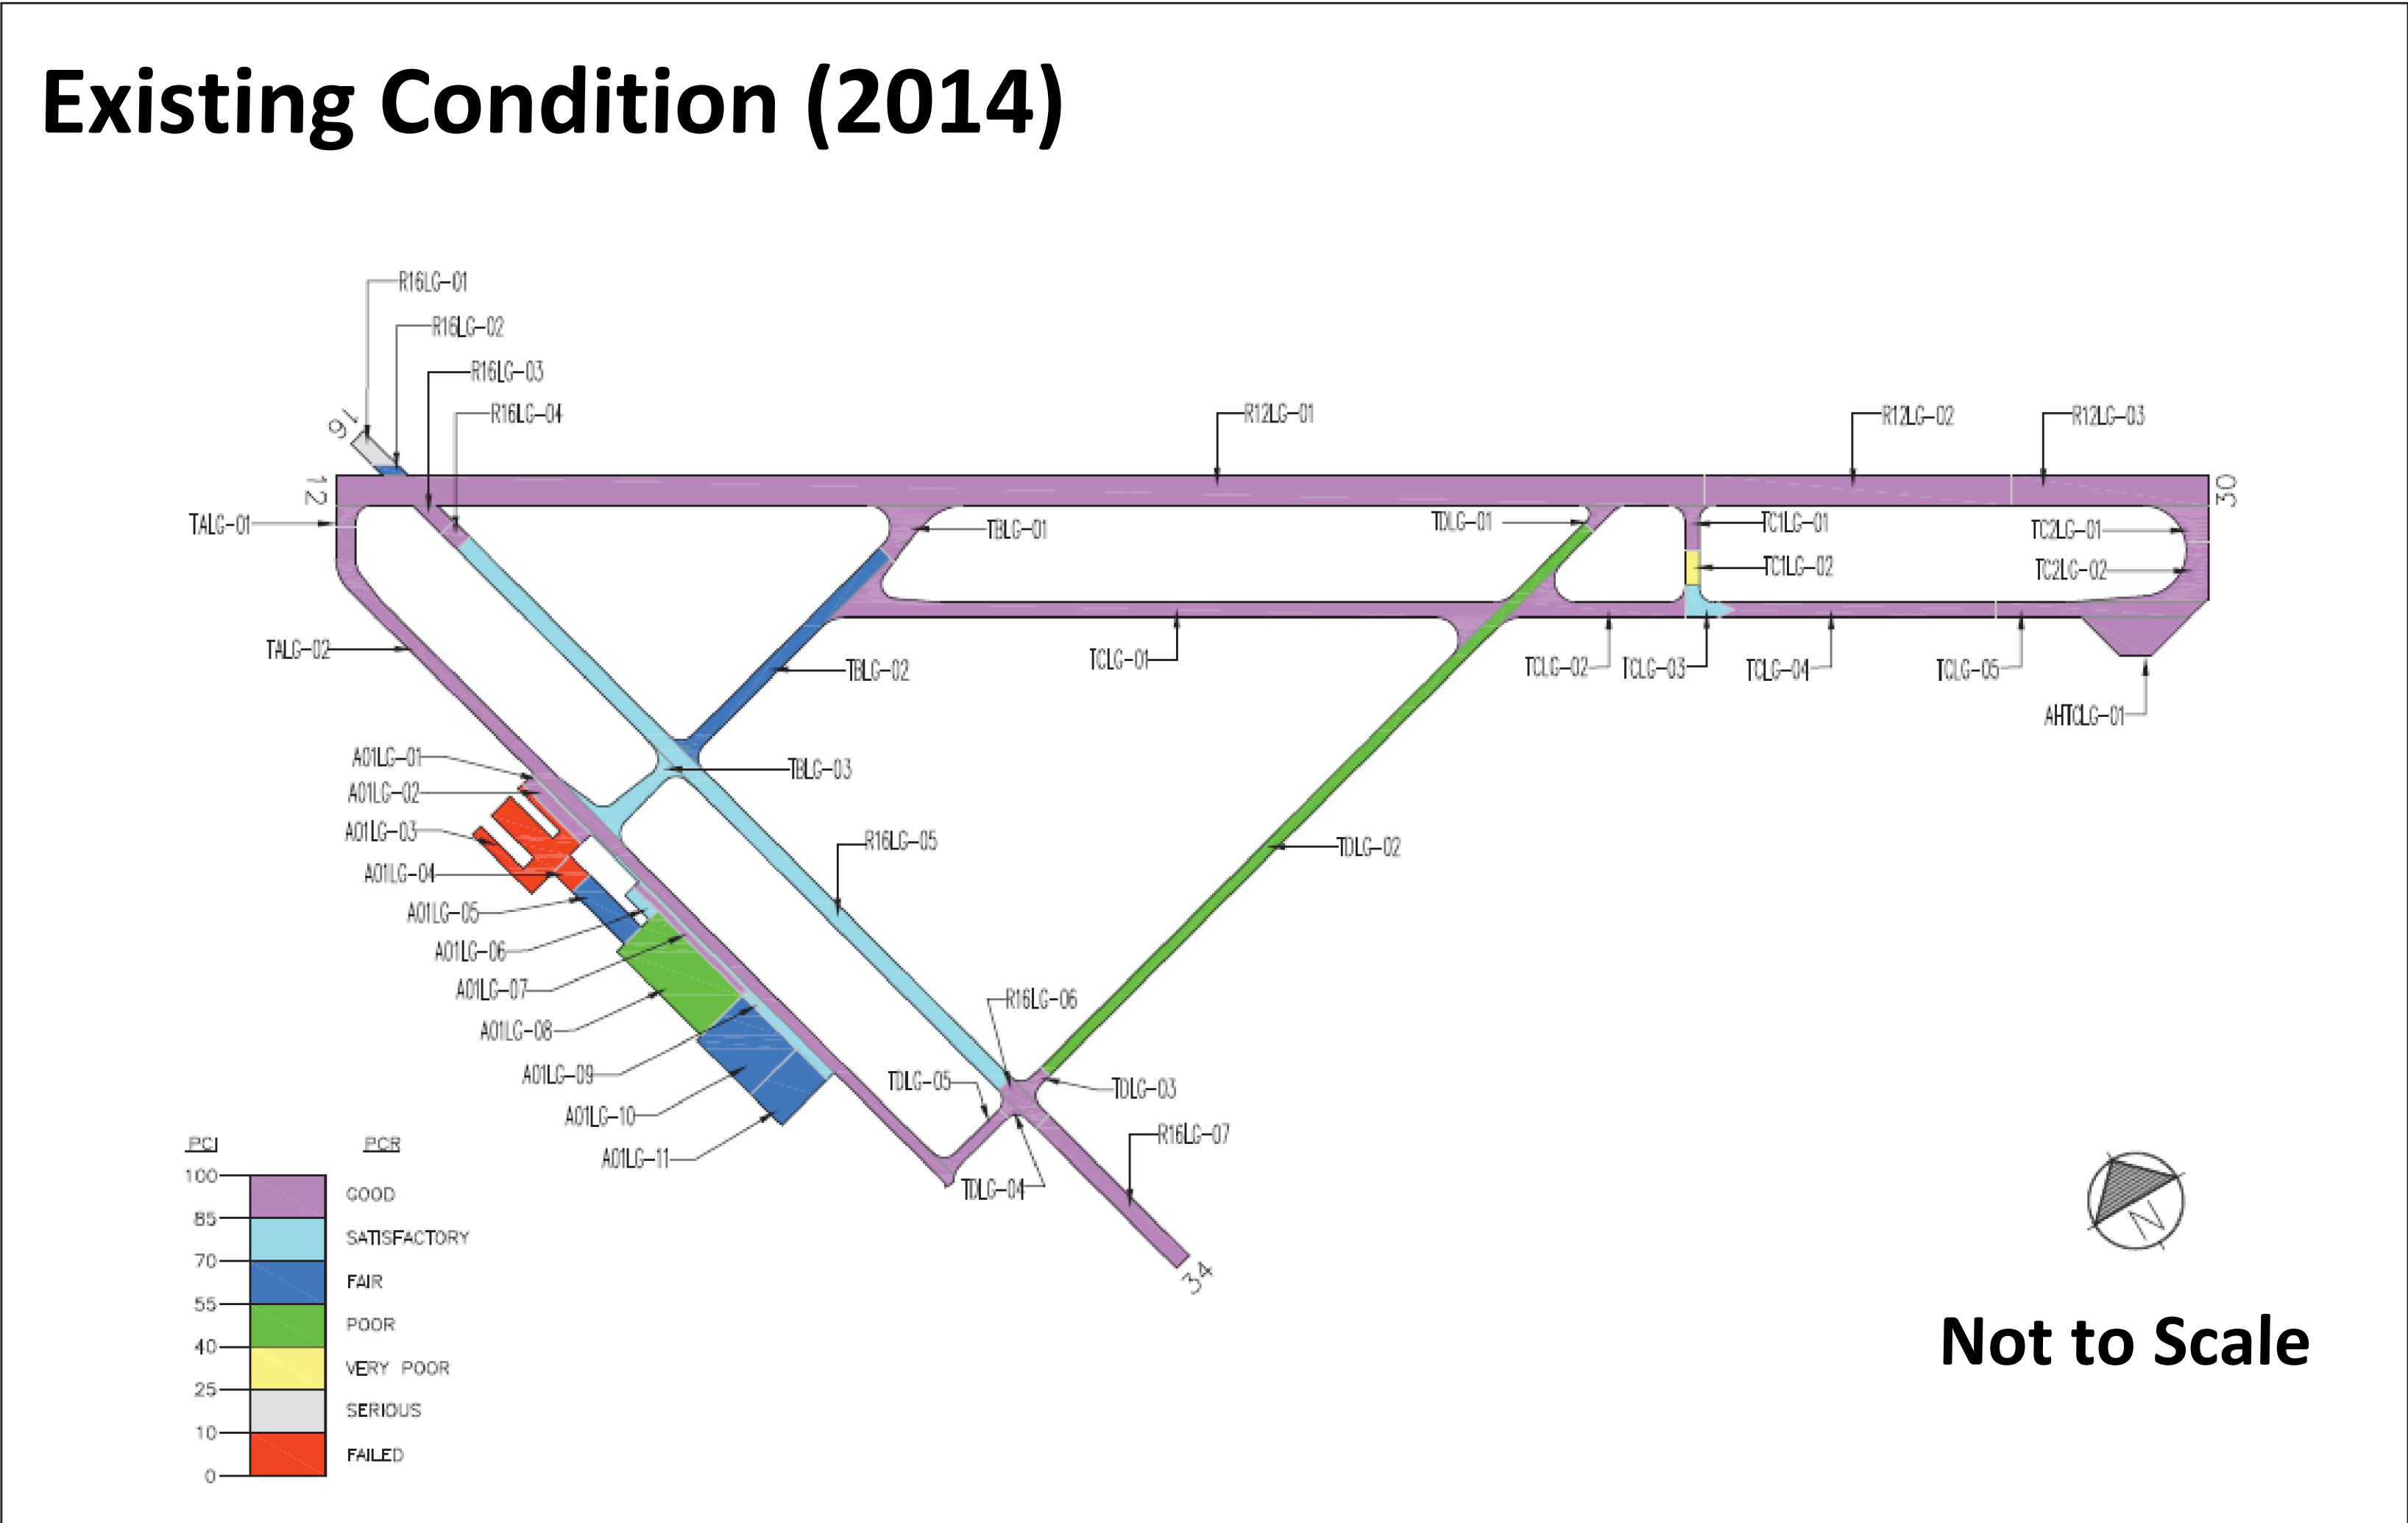 Existing Condition (2014)
R16LG-01
R16LG-02
R16LG-03
R16LG-04
R12LG-01
R12LG-02
R12LG-03
16
12
30
TALG-01
TBLG-01
TDLG-01
TC1LG-01
TC2LG-01
TC1LG-02
TC2LG-02
TALG-02
TBLG-02
TCLG-01
TCLG-02
TCLG-03
TCLG-04
TCLG-05
AHTCLG-01
A01LG-01
TBLG-03
A01LG-02
A01LG-03
R16LG-05
TDLG-02
A01LG-04
A01LG-05
A01LG-06
A01LG-07
R16LG-06
A01LG-08
A01LG-09
TDLG-05
TDLG-03
A01LG-10
R16LG-07
A01LG-11
TDLG-04
34
PCI PCR
100
GOOD
85
SATISFACTORY
70
FAIR
55
POOR
40
VERY POOR
25
SERIOUS
10
FAILED
0
N
Not to Scale